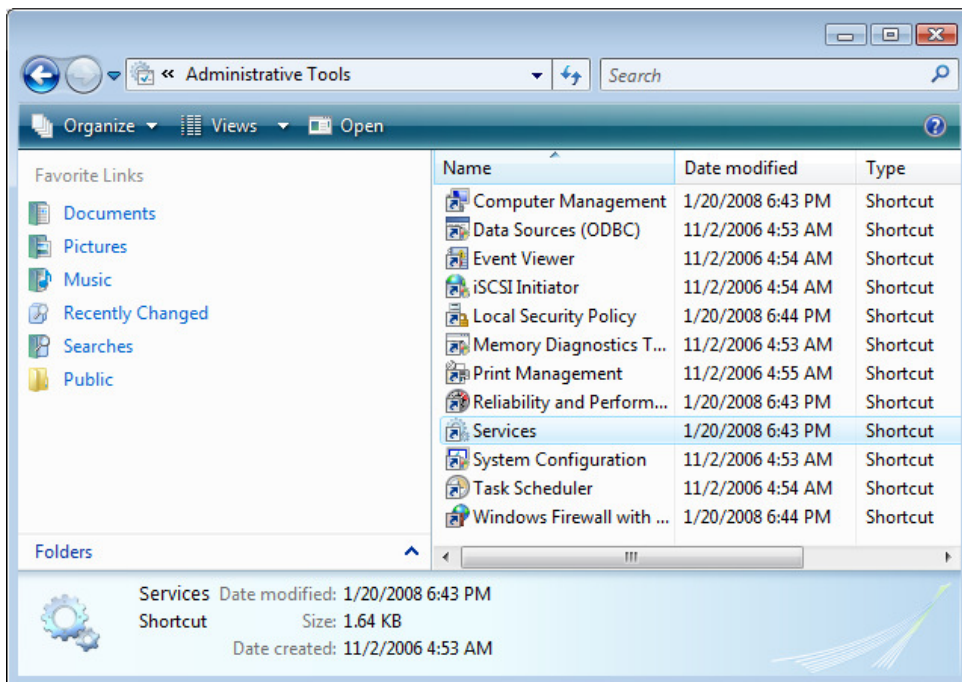 « Administrative Tools
Search
Organize Views Open
Favorite Links
Documents
Pictures
Music
Recently Changed
Searches
Public
Folders
Name Date modified Type
Computer Management 1/20/2008 6:43 PM Shortcut
Data Sources (ODBC) 11/2/2006 4:53 AM Shortcut
Event Viewer 11/2/2006 4:54 AM Shortcut
iSCSI Initiator 11/2/2006 4:54 AM Shortcut
Local Security Policy 1/20/2008 6:44 PM Shortcut
Memory Diagnostics T... 11/2/2006 4:53 AM Shortcut
Print Management 11/2/2006 4:55 AM Shortcut
Reliability and Perform... 1/20/2008 6:43 PM Shortcut
Services 1/20/2008 6:43 PM Shortcut
System Configuration 11/2/2006 4:53 AM Shortcut
Task Scheduler 11/2/2006 4:54 AM Shortcut
Windows Firewall with ... 1/20/2008 6:44 PM Shortcut
Services Date modified: 1/20/2008 6:43 PM
Shortcut Size: 1.64 KB
Date created: 11/2/2006 4:53 AM